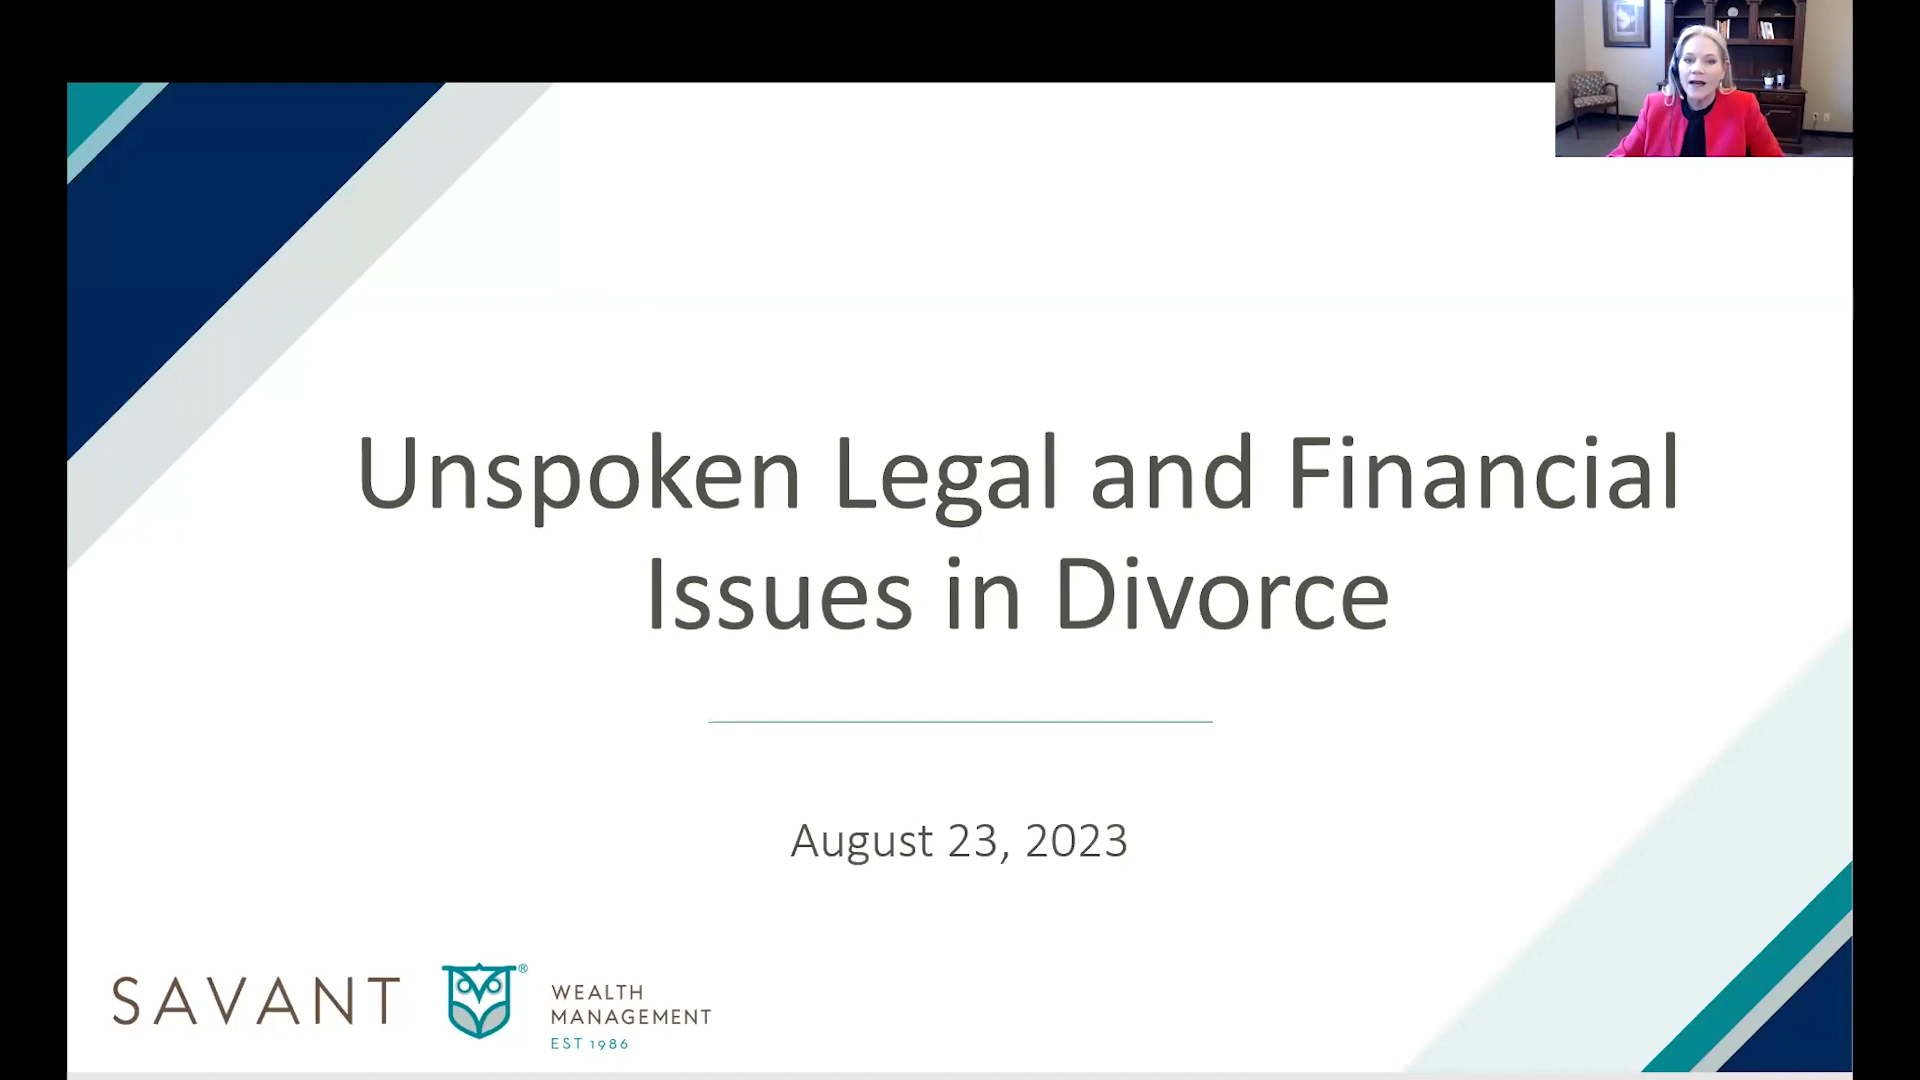 Unspoken Legal and Financial
Issues in Divorce
August 23, 2023
SAVANT
®
WEALTH
MANAGEMENT
EST 1986